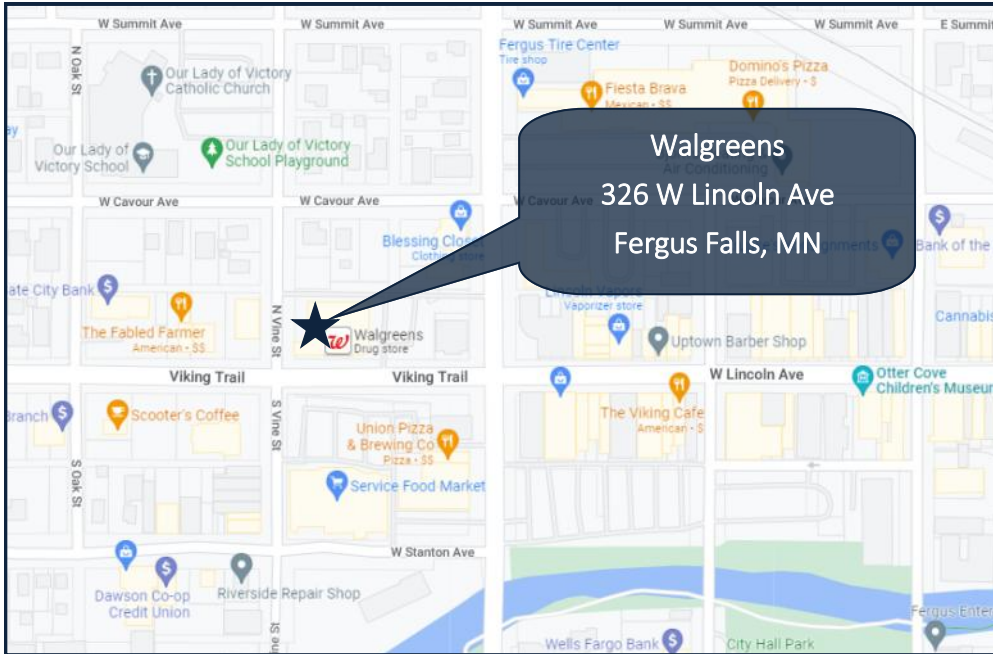 W Summit Ave
W Summit Ave
W Summit Ave
W Summit Ave
W Summit Ave
E Summit
N Oak St
Fergus Tire Center
Tire shop
Our Lady of Victory
Catholic Church
Fiesta Brava
Mexican · $$
Domino's Pizza
Pizza Delivery · $
ay
Our Lady of
Victory School
Our Lady of Victory
School Playground
Walgreens
326 W Lincoln Ave
Fergus Falls, MN
Air Conditioning
W Cavour Ave
W Cavour Ave
W Cavour Ave
Blessing Closet
Clothing store
Bank of the
ate City Bank
Lincoln Vapors
Vaporizer store
The Fabled Farmer
American · $$
N Vine St
Walgreens
Drug store
Uptown Barber Shop
Cannabis
Viking Trail
Viking Trail
W Lincoln Ave
Otter Cove
Children's Museum
Branch
Scooter's Coffee
S Vine St
Union Pizza
& Brewing Co
Pizza · $$
The Viking Cafe
American · $
S Oak St
Service Food Market
W Stanton Ave
Dawson Co-op
Credit Union
Riverside Repair Shop
Fergus Enter
ine St
Wells Fargo Bank
City Hall Park